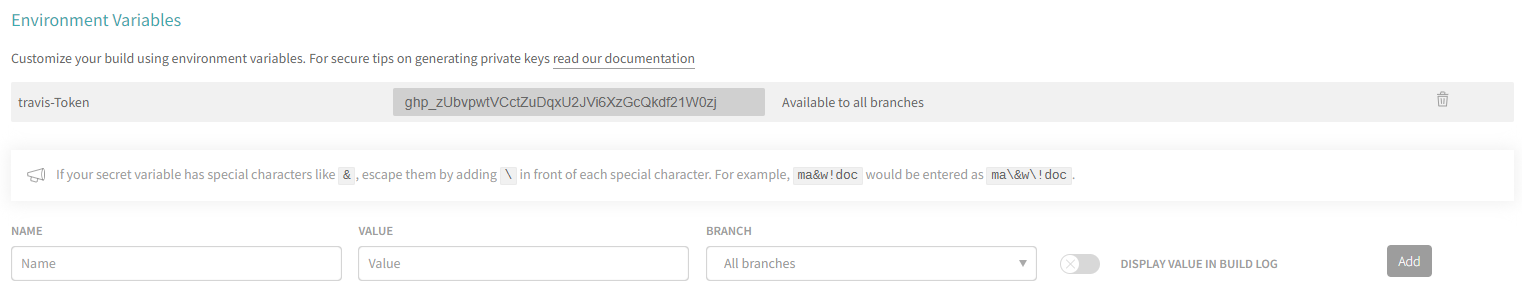 Environment Variables
Customize your build using environment variables. For secure tips on generating private keys read our documentation
travis-Token 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 Available to all branches
If your secret variable has special characters like & , escape them by adding \ in front of each special character. For example, ma&w!doc would be entered as ma\&w\!doc .
NAME VALUE BRANCH
Name Value All branches DISPLAY VALUE IN BUILD LOG Add